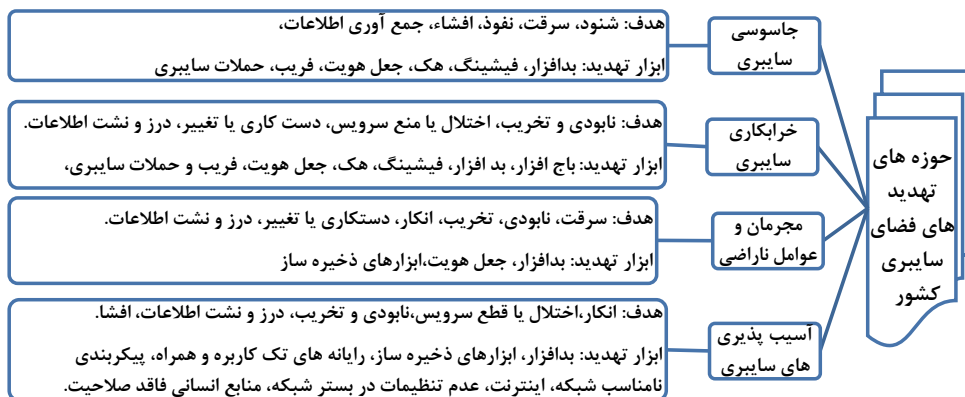 حوزه های
تهدید
های فضای
سایبری
کشور
جاسوسی
سایبری
هدف: شنود، سرقت، نفوذ، افشاء، جمع آوری اطلاعات،
ابزار تهدید: بدافزار، فیشینگ، هک، جعل هویت، فریب، حملات سایبری
خرابکاری
سایبری
هدف: نابودی و تخریب، اختلال یا منع سرویس، دست کاری یا تغییر، درز و نشت اطلاعات.
ابزار تهدید: باج افزار، بد افزار، فیشینگ، هک، جعل هویت، فریب و حملات سایبری،
مجرمان و
عوامل ناراضی
هدف: سرقت، نابودی، تخریب، انکار، دستکاری یا تغییر، درز و نشت اطلاعات.
ابزار تهدید: بدافزار، جعل هویت،ابزارهای ذخیره ساز
آسیب پذیری
های سایبری
هدف: انکار،اختلال یا قطع سرویس،نابودی و تخریب، درز و نشت اطلاعات، افشا.
ابزار تهدید: بدافزار، ابزارهای ذخیره ساز، رایانه های تک کاربره و همراه، پیکربندی
نامناسب شبکه، اینترنت، عدم تنظیمات در بستر شبکه، منابع انسانی فاقد صلاحیت.